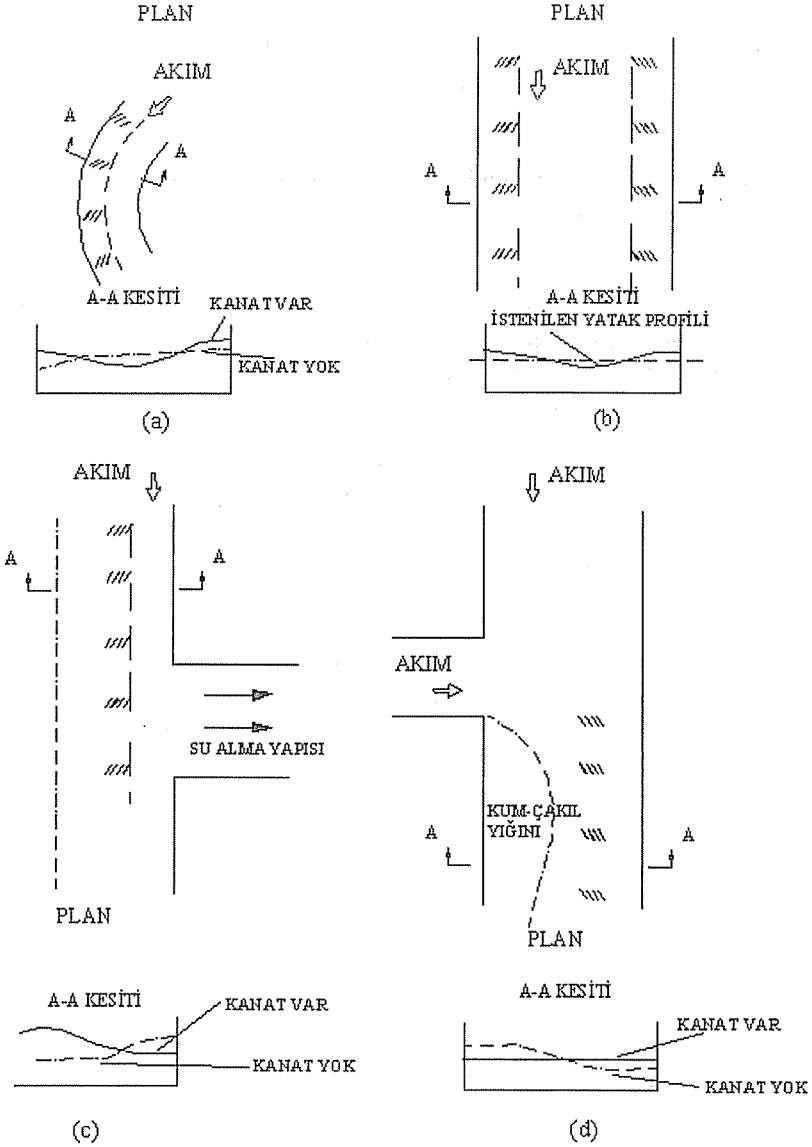 PLAN
AKIM
A
A
A-A KESİTİ
KANAT VAR
KANAT YOK
(a)
PLAN
AKIM
A
A
A-A KESİTİ
İSTENİLEN YATAK PROFİLİ
(b)
AKIM
A
A
SU ALMA YAPISI
PLAN
A-A KESİTİ
KANAT VAR
KANAT YOK
(c)
AKIM
AKIM
KUM-ÇAKIL
YIĞINI
A
A
PLAN
A-A KESİTİ
KANAT VAR
KANAT YOK
(d)